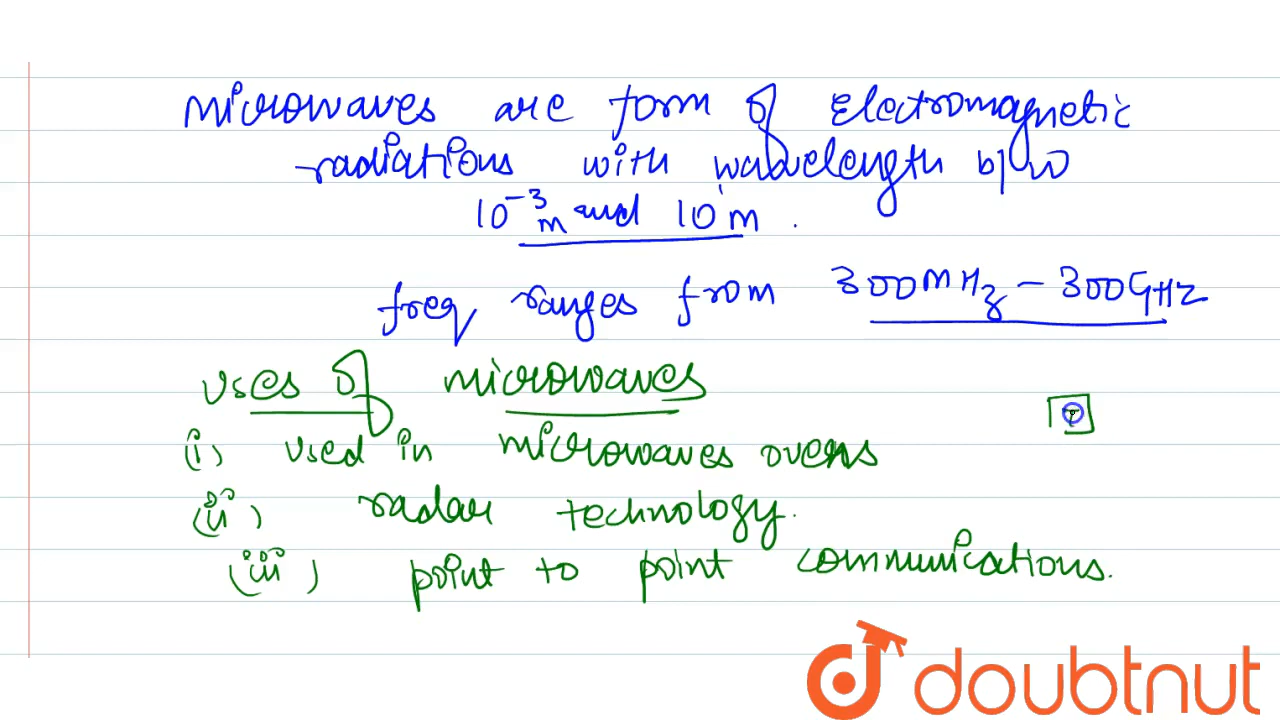 microwaves are form of Electromagnetic
radiations with wavelength b/w
10⁻³m and 10¹m .
freq ranges from 300MHz - 300GHz
Uses of microwaves
(i) used in microwaves ovens
(ii) radar technology.
(iii) point to point communications.
doubtnut